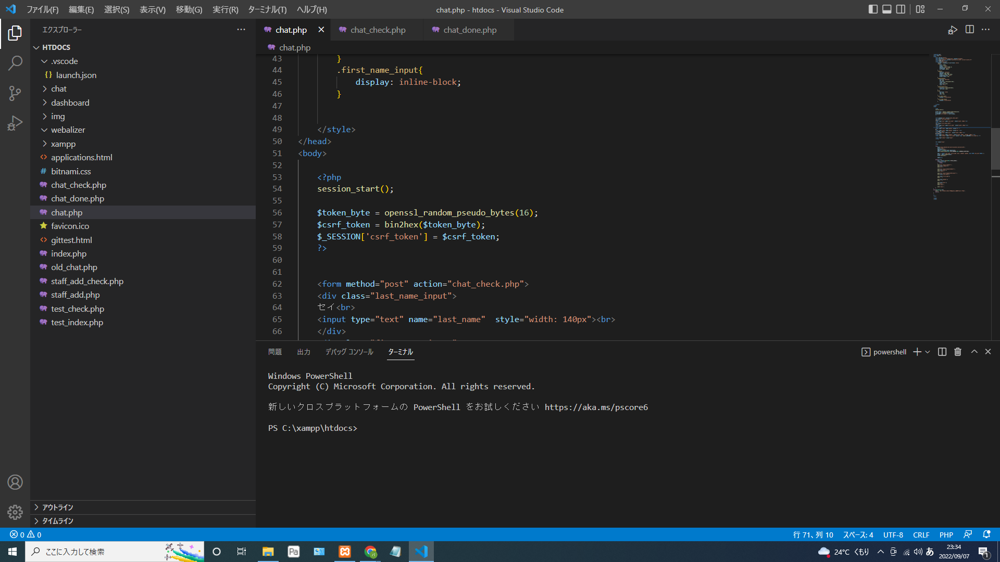 ファイル(F) 編集(E) 選択(S) 表示(V) 移動(G) 実行(R) ターミナル(T) ヘルプ(H)
chat.php - htdocs - Visual Studio Code
エクスプローラー
HTDOCS
.vscode
launch.json
chat
dashboard
img
webalizer
xampp
applications.html
bitnami.css
chat_check.php
chat_done.php
chat.php
favicon.ico
gittest.html
index.php
old_chat.php
staff_add_check.php
staff_add.php
test_check.php
test_index.php
アウトライン
タイムライン
chat.php chat_check.php chat_done.php
chat.php
43 }
44 .first_name_input{
45 display: inline-block;
46 }
47
48
49 </style>
50 </head>
51 <body>
52
53 <?php
54 session_start();
55
56 $token_byte = openssl_random_pseudo_bytes(16);
57 $csrf_token = bin2hex($token_byte);
58 $_SESSION['csrf_token'] = $csrf_token;
59 ?>
60
61
62 <form method="post" action="chat_check.php">
63 <div class="last_name_input">
64 セイ<br>
65 <input type="text" name="last_name"  style="width: 140px"><br>
66 </div>
問題 出力 デバッグ コンソール ターミナル
powershell
Windows PowerShell
Copyright (C) Microsoft Corporation. All rights reserved.
新しいクロスプラットフォームの PowerShell をお試しください https://aka.ms/pscore6
PS C:\xampp\htdocs>
0 0
行 71、列 10 スペース: 4 UTF-8 CRLF PHP
ここに入力して検索
Pa
24°C くもり
あ
23:34
2022/09/07
1